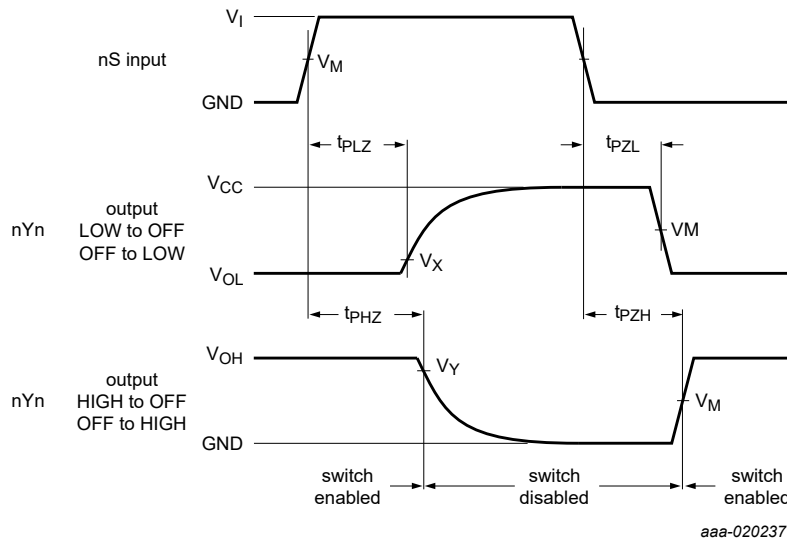 V_I
nS input
V_M
GND
t_PLZ
t_PZL
V_CC
output
nYn
LOW to OFF
OFF to LOW
VM
V_X
V_OL
t_PHZ
t_PZH
V_OH
output
V_Y
nYn
HIGH to OFF
OFF to HIGH
V_M
GND
switch
enabled
switch
disabled
switch
enabled
aaa-020237